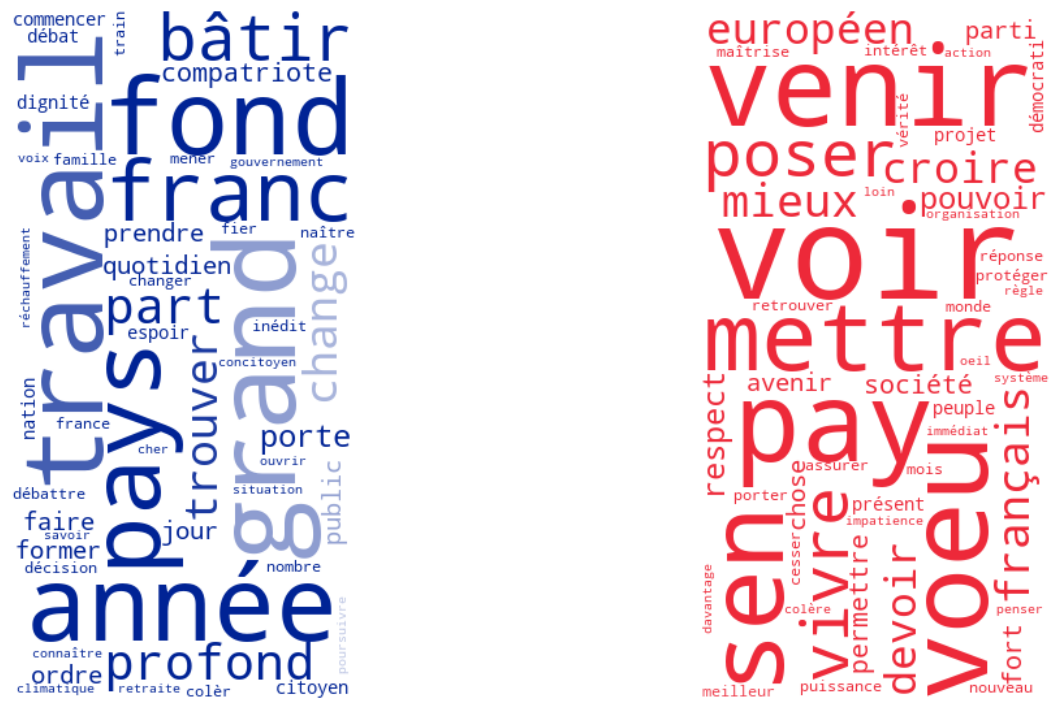 commencer
débat
train
bâtir
compatriote
dignité
travail
fond
voix
famille
mener
gouvernement
franc
réchauffement
prendre
fier
naître
quotidien
changer
grand
change
part
espoir
inédit
pays
trouver
concitoyen
nation
france
cher
porte
ouvrir
débattre
situation
public
faire
savoir
jour
former
décision
nombre
année
poursuivre
connaître
profond
ordre
climatique
retraite
colèr
citoyen
européen
parti
maîtrise
intérêt
action
démocrati
venir
vérité
projet
poser
croire
mieux
loin
pouvoir
organisation
voir
réponse
protéger
règle
retrouver
monde
mettre
oeil
respect
avenir
société
système
pay
peuple
immédiat
français
assurer
mois
chose
porter
vivre
présent
voeu
impatience
sen
cesser
permettre
devoir
davantage
colère
penser
fort
meilleur
puissance
nouveau